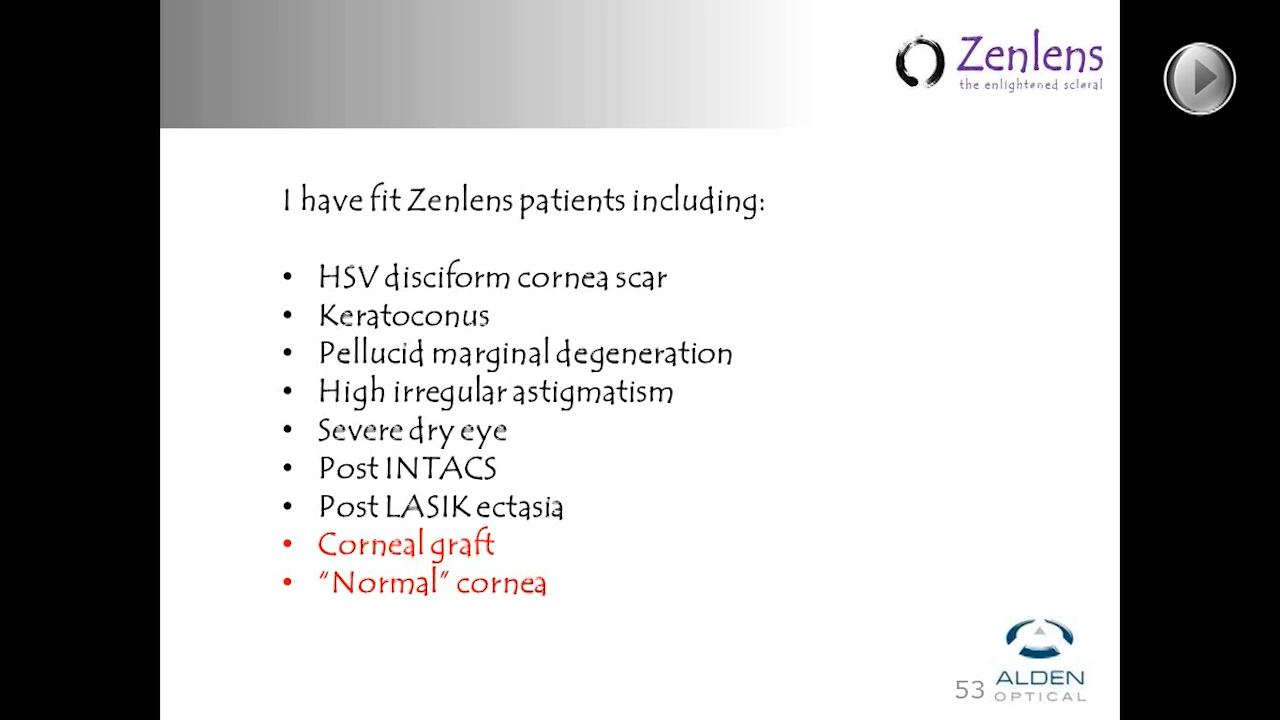 Zenlens
the enlightened scleral
I have fit Zenlens patients including:
• HSV disciform cornea scar
• Keratoconus
• Pellucid marginal degeneration
• High irregular astigmatism
• Severe dry eye
• Post INTACS
• Post LASIK ectasia
• Corneal graft
• “Normal” cornea
53
ALDEN
OPTICAL